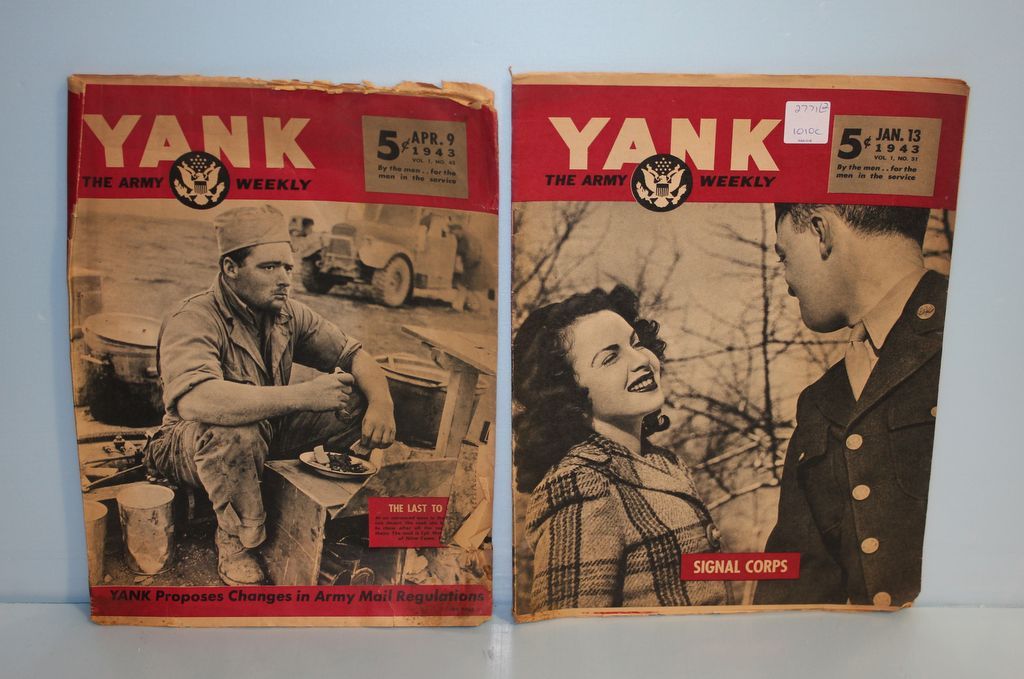 YANK
THE ARMY WEEKLY
5¢ APR. 9
1943
VOL. 1, NO.
By the men . . for the
men in the service
THE LAST TO
YANK Proposes Changes in Army Mail Regulations
YANK
THE ARMY WEEKLY
2771E
1010C
5¢ JAN. 13
1943
VOL. 1, NO. 31
By the men . . for the
men in the service
SIGNAL CORPS